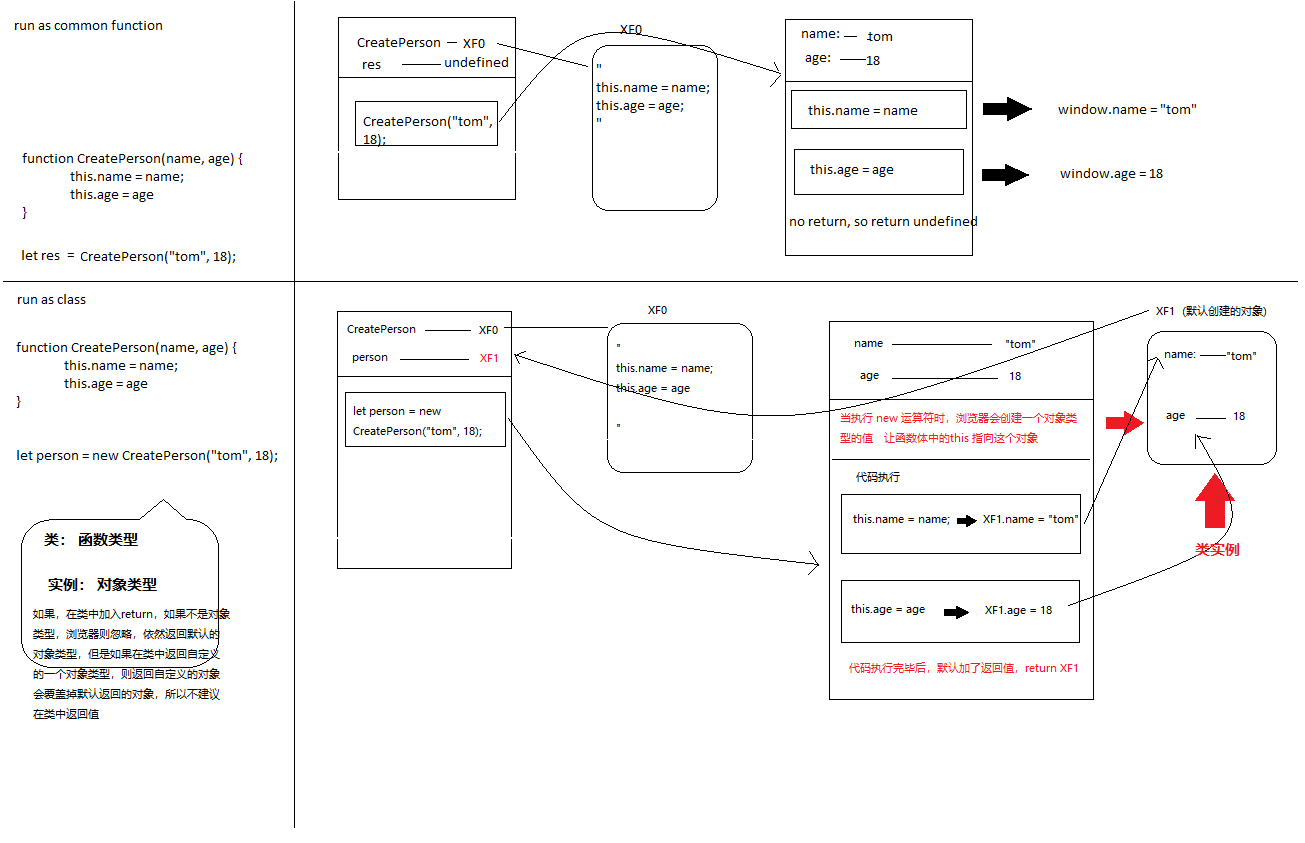 run as common function
function CreatePerson(name, age) {
this.name = name;
this.age = age
}
let res = CreatePerson("tom", 18);
CreatePerson XF0
res undefined
CreatePerson("tom",
18);
XF0
"
this.name = name;
this.age = age;
"
name: tom
age: 18
this.name = name
this.age = age
no return, so return undefined
window.name = "tom"
window.age = 18
run as class
function CreatePerson(name, age) {
this.name = name;
this.age = age
}
let person = new CreatePerson("tom", 18);
类： 函数类型
实例： 对象类型
如果，在类中加入return，如果不是对象
类型，浏览器则忽略，依然返回默认的
对象类型，但是如果在类中返回自定义
的一个对象类型，则返回自定义的对象
会覆盖掉默认返回的对象，所以不建议
在类中返回值
CreatePerson XF0
person XF1
let person = new
CreatePerson("tom", 18);
XF0
"
this.name = name;
this.age = age
"
name "tom"
age 18
当执行 new 运算符时，浏览器会创建一个对象类
型的值 让函数体中的this 指向这个对象
代码执行
this.name = name; XF1.name = "tom"
this.age = age XF1.age = 18
代码执行完毕后，默认加了返回值，return XF1
XF1 (默认创建的对象)
name: "tom"
age 18
类实例